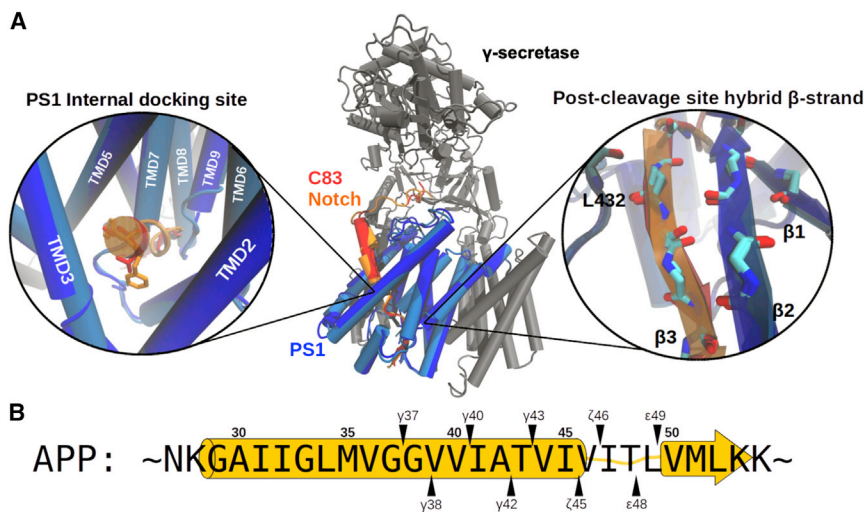 A
γ-secretase
PS1 Internal docking site
Post-cleavage site hybrid β-strand
TMD5
TMD7
TMD8
TMD9
TMD6
TMD3
TMD2
C83
Notch
PS1
L432
β1
β2
β3
B
γ37 γ40 γ43 ζ46 ε49
30 35 40 45 50
APP: ~NKGAIIGLMVGGVVIATVIVITLVMLKK~
γ38 γ42 ζ45 ε48